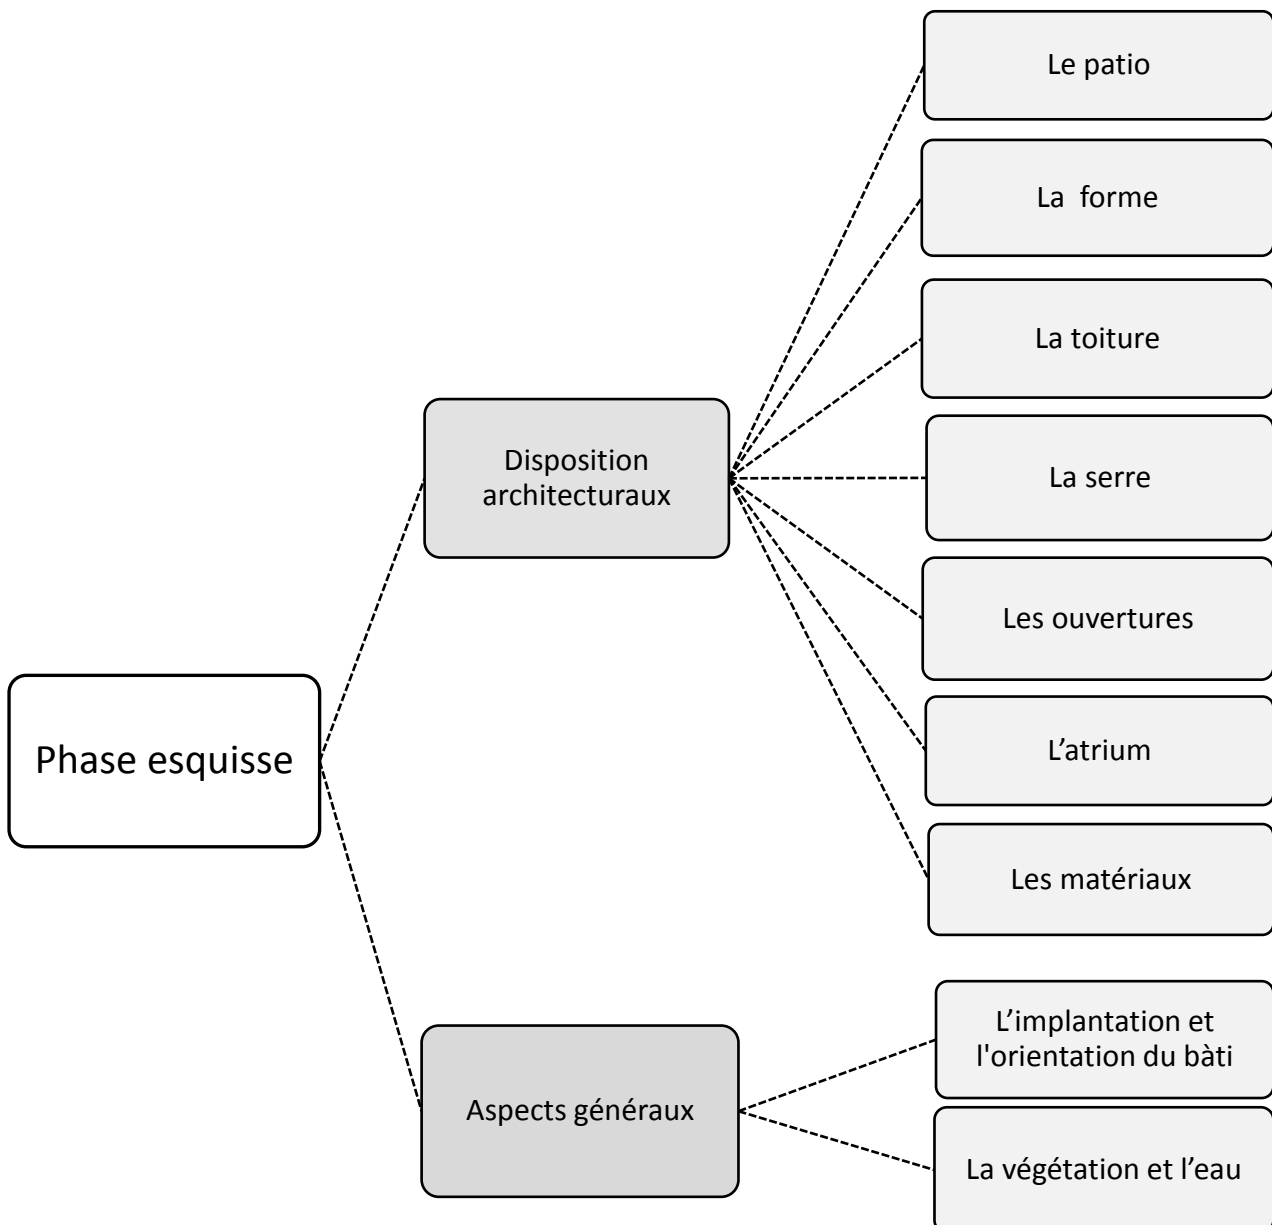 Le patio
La  forme
La toiture
Disposition
architecturaux
La serre
Les ouvertures
Phase esquisse
L’atrium
Les matériaux
L’implantation et
l'orientation du bàti
Aspects généraux
La végétation et l’eau